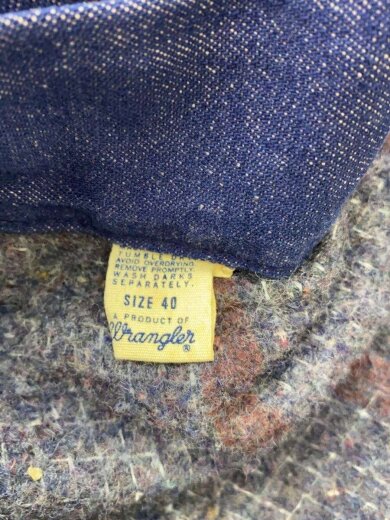 TUMBLE
AVOID OVERDRYING.
REMOVE PROMPTLY.
WASH DARKS
SEPARATELY.
SIZE 40
A PRODUCT OF
Wrangler®